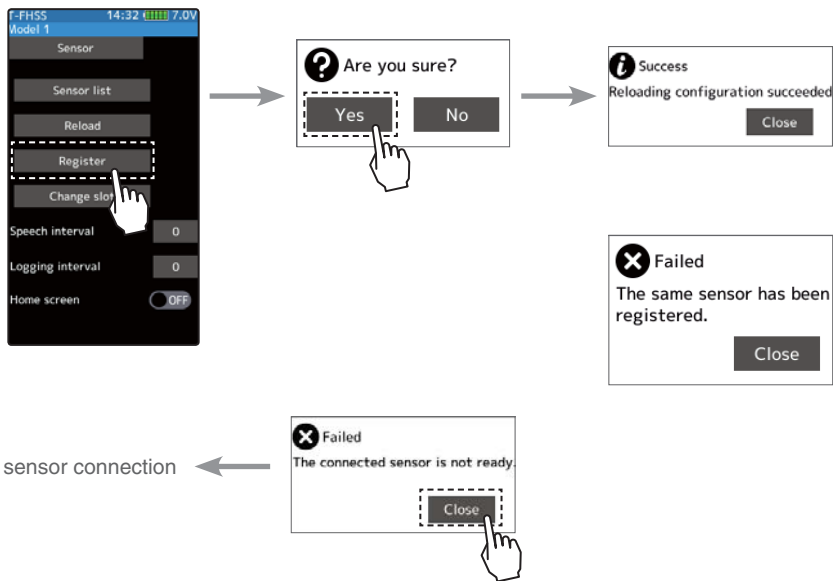 T-FHSS 14:32 7.0V
Model 1
Sensor
Sensor list
Reload
Register
Change slot
Speech interval 0
Logging interval 0
Home screen OFF
Are you sure?
Yes No
Success
Reloading configuration succeeded
Close
Failed
The same sensor has been
registered.
Close
sensor connection
Failed
The connected sensor is not ready.
Close